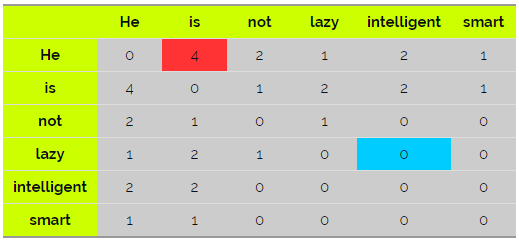 He is not lazy intelligent smart
He 0 4 2 1 2 1
is 4 0 1 2 2 1
not 2 1 0 1 0 0
lazy 1 2 1 0 0 0
intelligent 2 2 0 0 0 0
smart 1 1 0 0 0 0